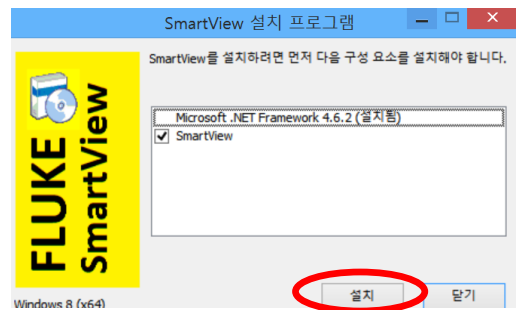 SmartView 설치 프로그램
SmartView를 설치하려면 먼저 다음 구성 요소를 설치해야 합니다.
Microsoft .NET Framework 4.6.2 (설치됨)
SmartView
FLUKE
SmartView
설치
닫기
Windows 8 (x64)